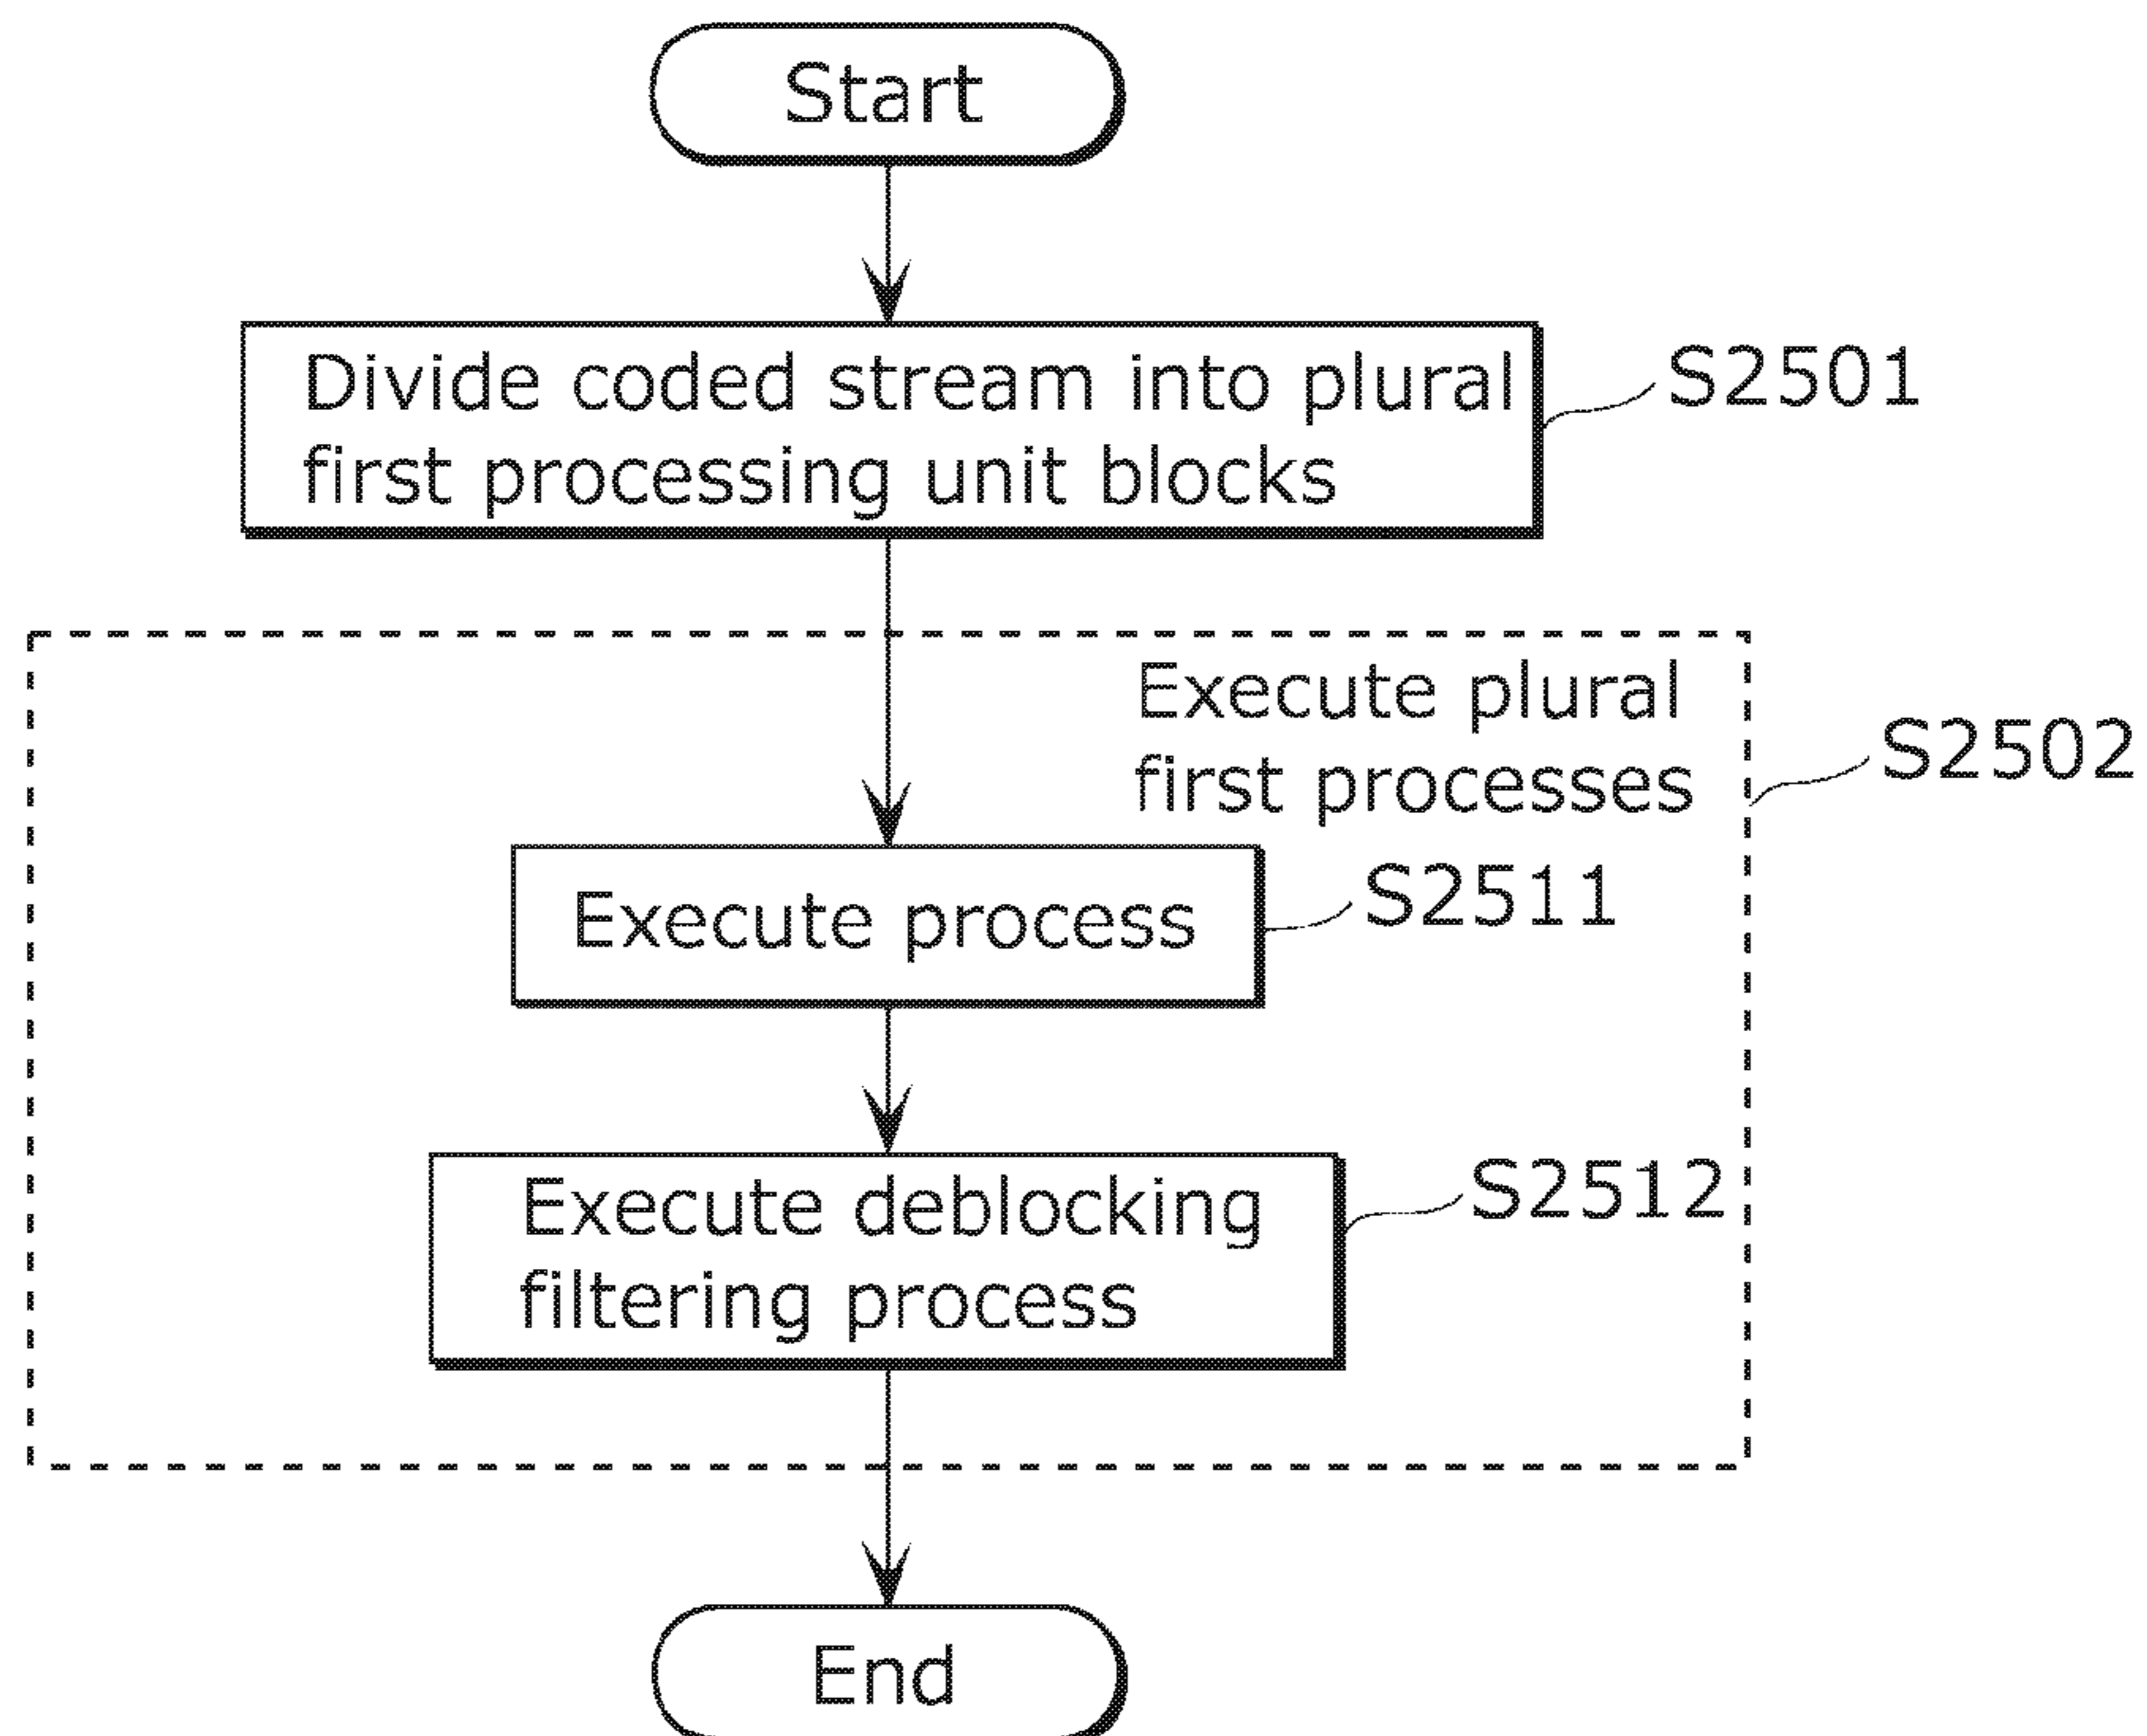 Start
Divide coded stream into plural
first processing unit blocks
S2501
Execute plural
first processes
S2502
Execute process
S2511
Execute deblocking
filtering process
S2512
End